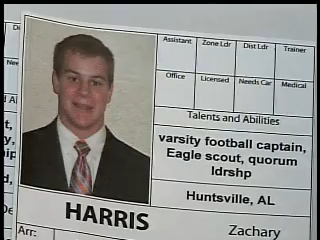 Assistant Zone Ldr Dist Ldr Trainer
Office Licensed Needs Car Medical
Talents and Abilities
varsity football captain,
Eagle scout, quorum
ldrshp
Huntsville, AL
HARRIS
Zachary
Arr: